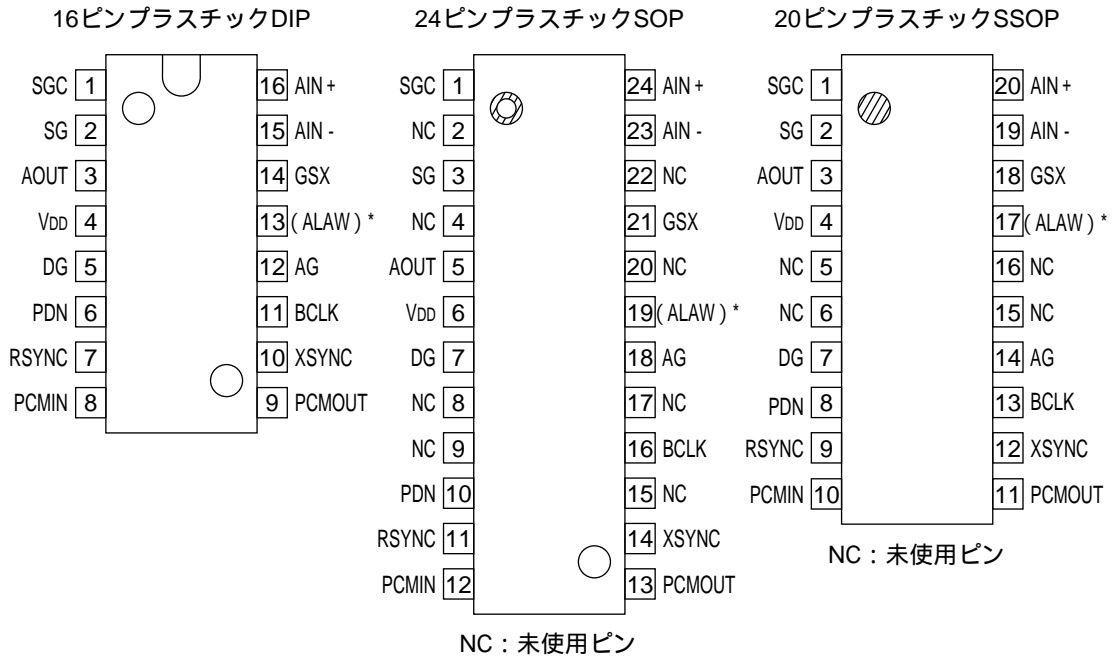 16ピンプラスチックDIP
SGC 1 16 AIN +
SG 2 15 AIN -
AOUT 3 14 GSX
VDD 4 13 ( ALAW ) *
DG 5 12 AG
PDN 6 11 BCLK
RSYNC 7 10 XSYNC
PCMIN 8 9 PCMOUT
24ピンプラスチックSOP
SGC 1 24 AIN +
NC 2 23 AIN -
SG 3 22 NC
NC 4 21 GSX
AOUT 5 20 NC
VDD 6 19 ( ALAW ) *
DG 7 18 AG
NC 8 17 NC
NC 9 16 BCLK
PDN 10 15 NC
RSYNC 11 14 XSYNC
PCMIN 12 13 PCMOUT
NC：未使用ピン
20ピンプラスチックSSOP
SGC 1 20 AIN +
SG 2 19 AIN -
AOUT 3 18 GSX
VDD 4 17 ( ALAW ) *
NC 5 16 NC
NC 6 15 NC
DG 7 14 AG
PDN 8 13 BCLK
RSYNC 9 12 XSYNC
PCMIN 10 11 PCMOUT
NC：未使用ピン